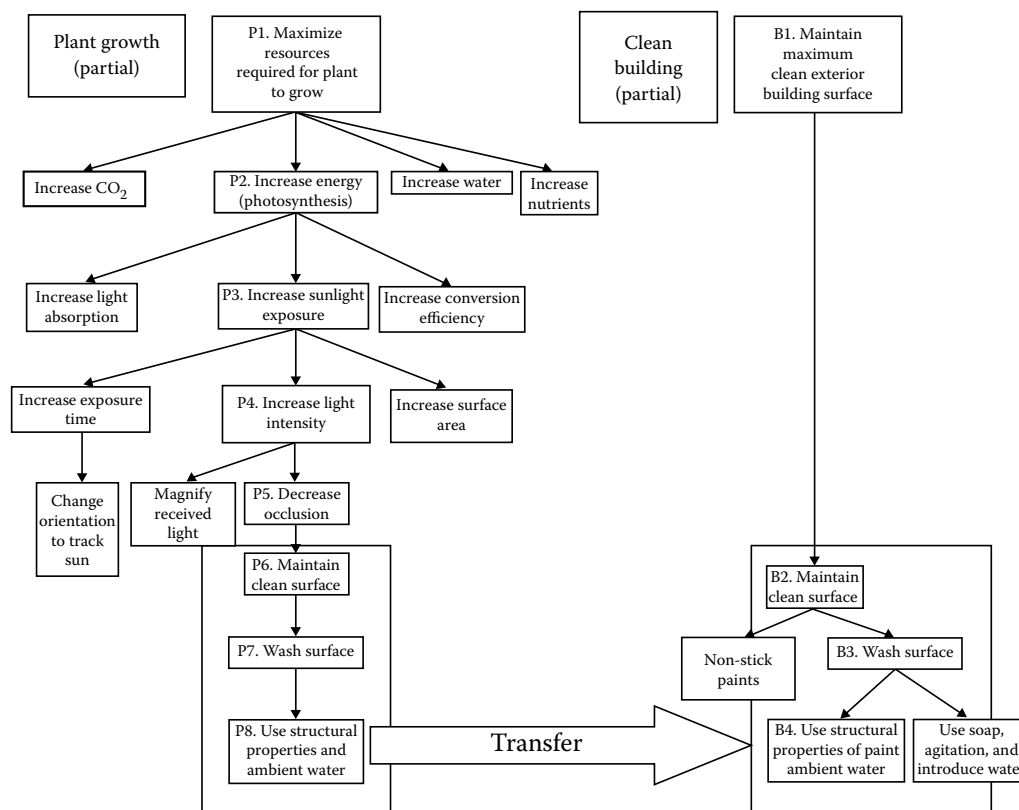 Plant growth
(partial)
P1. Maximize
resources
required for plant
to grow
Clean
building
(partial)
B1. Maintain
maximum
clean exterior
building surface
Increase CO₂
P2. Increase energy
(photosynthesis)
Increase water
Increase
nutrients
Increase light
absorption
P3. Increase sunlight
exposure
Increase conversion
efficiency
Increase exposure
time
P4. Increase light
intensity
Increase surface
area
Change
orientation
to track
sun
Magnify
received
light
P5. Decrease
occlusion
P6. Maintain
clean surface
B2. Maintain
clean surface
P7. Wash surface
Non-stick
paints
B3. Wash surface
P8. Use structural
properties and
ambient water
Transfer
B4. Use structural
properties of paint
ambient water
Use soap,
agitation, and
introduce wate